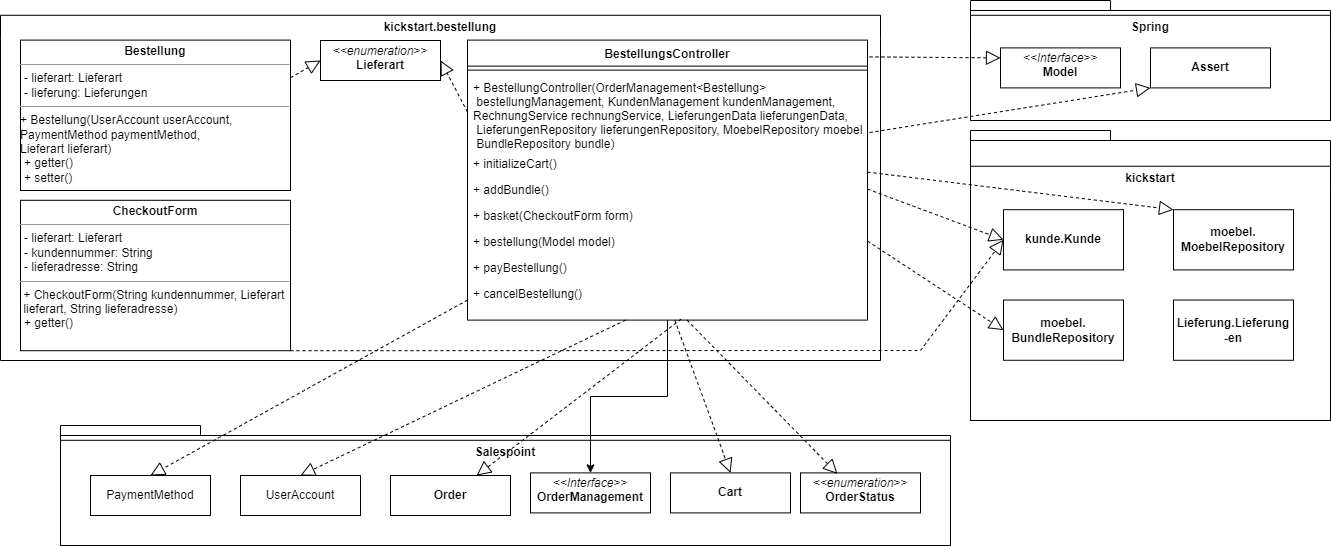 kickstart.bestellung
Bestellung
- lieferart: Lieferart
- lieferung: Lieferungen
+ Bestellung(UserAccount userAccount,
PaymentMethod paymentMethod,
Lieferart lieferart)
+ getter()
+ setter()
<<enumeration>>
Lieferart
BestellungsController
+ BestellungController(OrderManagement<Bestellung>
bestellungManagement, KundenManagement kundenManagement,
RechnungService rechnungService, LieferungenData lieferungenData,
LieferungenRepository lieferungenRepository, MoebelRepository moebel,
BundleRepository bundle)
+ initializeCart()
+ addBundle()
+ basket(CheckoutForm form)
+ bestellung(Model model)
+ payBestellung()
+ cancelBestellung()
CheckoutForm
- lieferart: Lieferart
- kundennummer: String
- lieferadresse: String
+ CheckoutForm(String kundennummer, Lieferart
lieferart, String lieferadresse)
+ getter()
Spring
<<Interface>>
Model
Assert
kickstart
kunde.Kunde
moebel.
MoebelRepository
moebel.
BundleRepository
Lieferung.Lieferung
-en
Salespoint
PaymentMethod
UserAccount
Order
<<Interface>>
OrderManagement
Cart
<<enumeration>>
OrderStatus